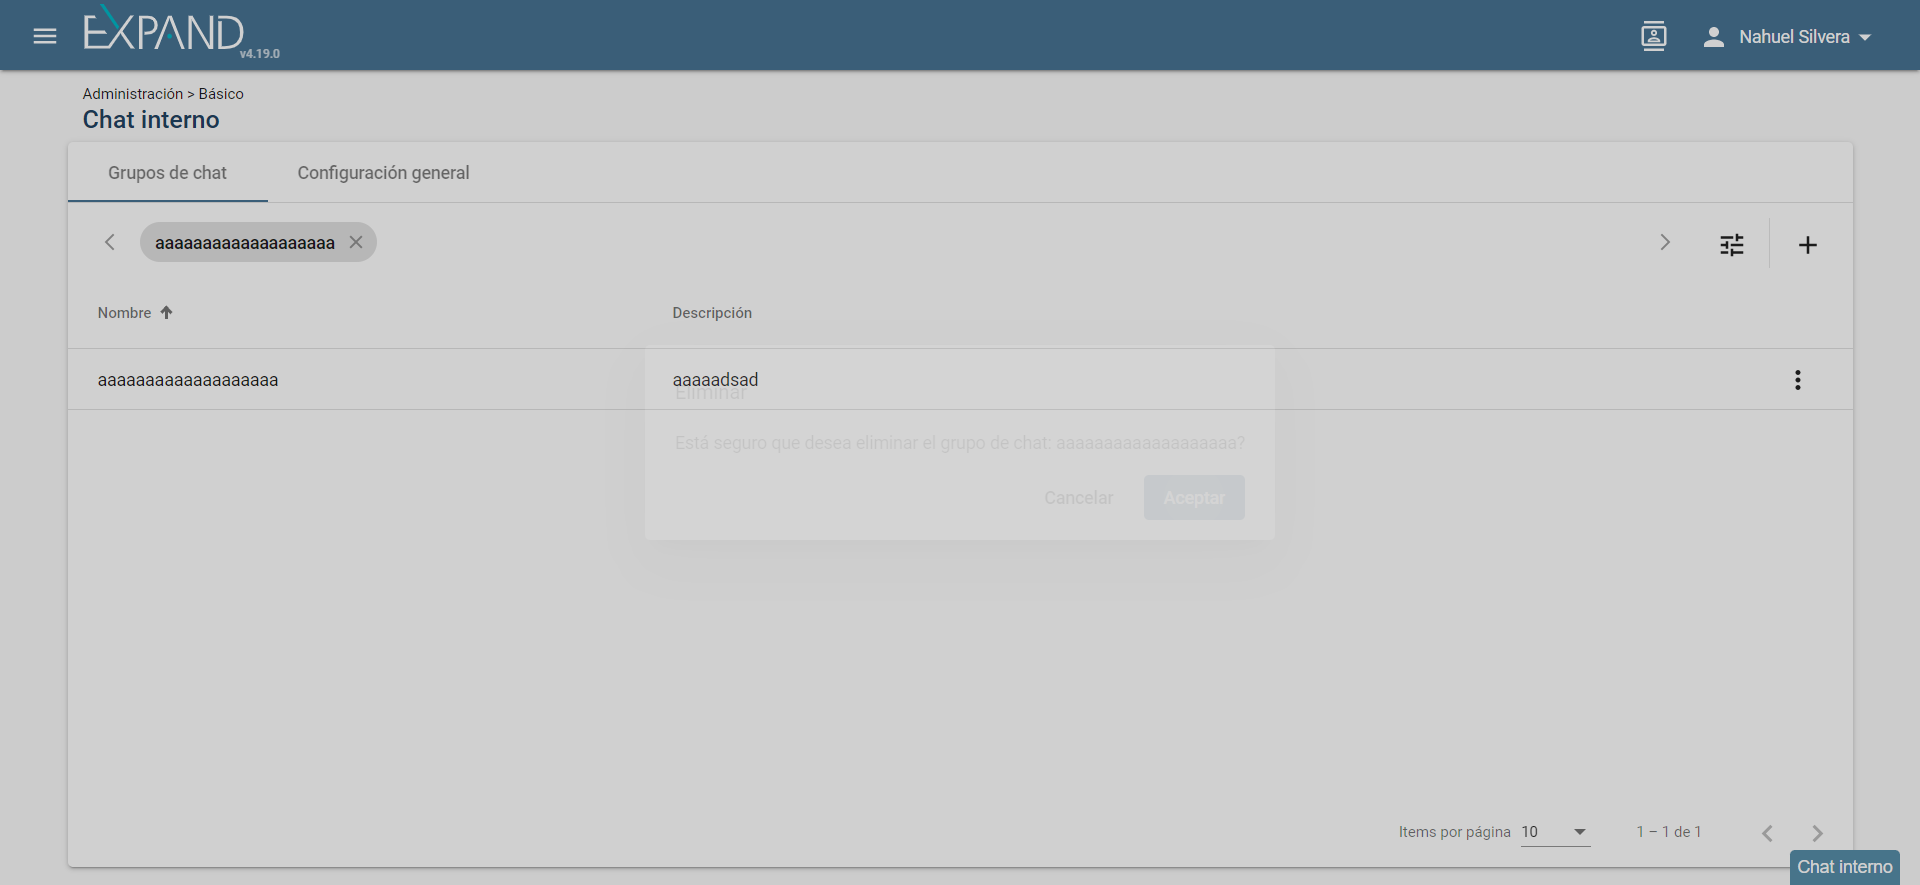 EXPAND
v4.19.0
Nahuel Silvera
Administración > Básico
Chat interno
Grupos de chat
Configuración general
aaaaaaaaaaaaaaaaaaa
Nombre
Descripción
aaaaaaaaaaaaaaaaaaa
aaaaadsad
Eliminar
Está seguro que desea eliminar el grupo de chat: aaaaaaaaaaaaaaaaaaa?
Cancelar
Aceptar
Items por página
10
1 – 1 de 1
Chat interno